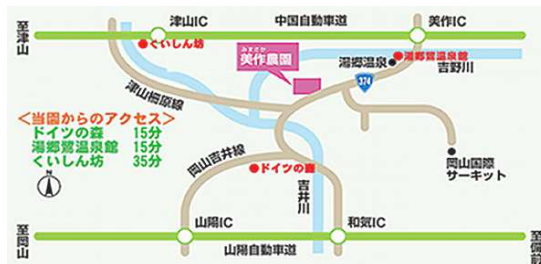 至津山
津山IC
中国自動車道
美作IC
くいしん坊
みまさか
美作農園
湯郷温泉
湯郷鷺温泉館
吉野川
374
津山柵原線
<当園からのアクセス>
ドイツの森 15分
湯郷鷺温泉館 15分
くいしん坊 35分
N
岡山吉井線
ドイツの森
吉井川
岡山国際
サーキット
至岡山
山陽IC
山陽自動車道
和気IC
至備前